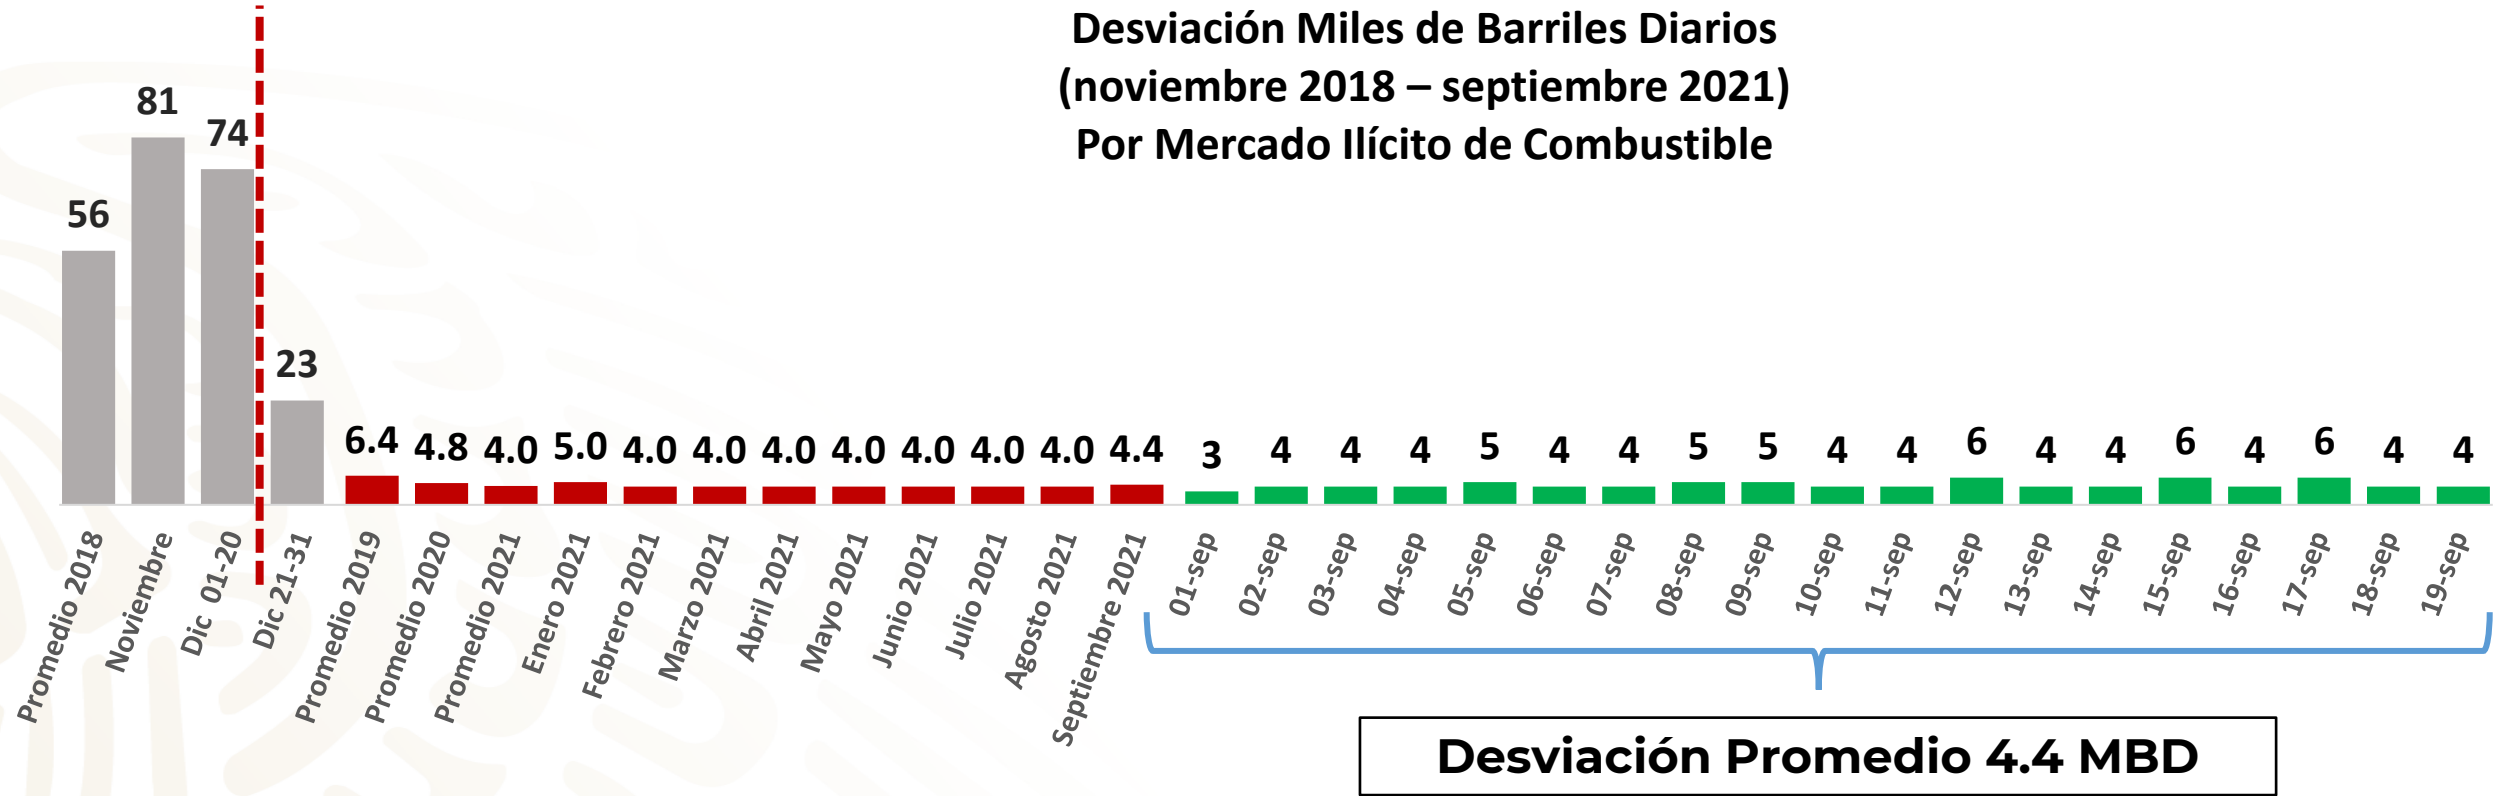 Desviación Miles de Barriles Diarios
(noviembre 2018 – septiembre 2021)
Por Mercado Ilícito de Combustible
56
81
74
23
6.4
4.8
4.0
5.0
4.0
4.0
4.0
4.0
4.0
4.0
4.0
4.4
3
4
4
4
5
4
4
5
5
4
4
6
4
4
6
4
6
4
4
Promedio 2018
Noviembre
Dic 01-20
Dic 21-31
Promedio 2019
Promedio 2020
Promedio 2021
Enero 2021
Febrero 2021
Marzo 2021
Abril 2021
Mayo 2021
Junio 2021
Julio 2021
Agosto 2021
Septiembre 2021
01-sep
02-sep
03-sep
04-sep
05-sep
06-sep
07-sep
08-sep
09-sep
10-sep
11-sep
12-sep
13-sep
14-sep
15-sep
16-sep
17-sep
18-sep
19-sep
Desviación Promedio 4.4 MBD